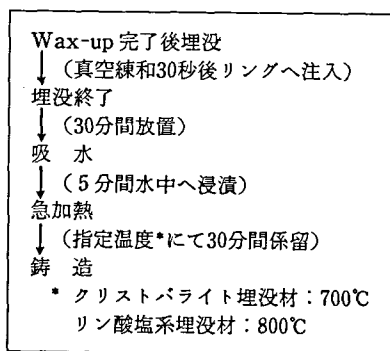 Wax-up 完了後埋没
↓(真空練和30秒後リングへ注入)
埋没終了
↓(30分間放置)
吸 水
↓(5分間水中へ浸漬)
急加熱
↓(指定温度*にて30分間係留)
鋳 造
* クリストバライト埋没材:700℃
リン酸塩系埋没材:800℃